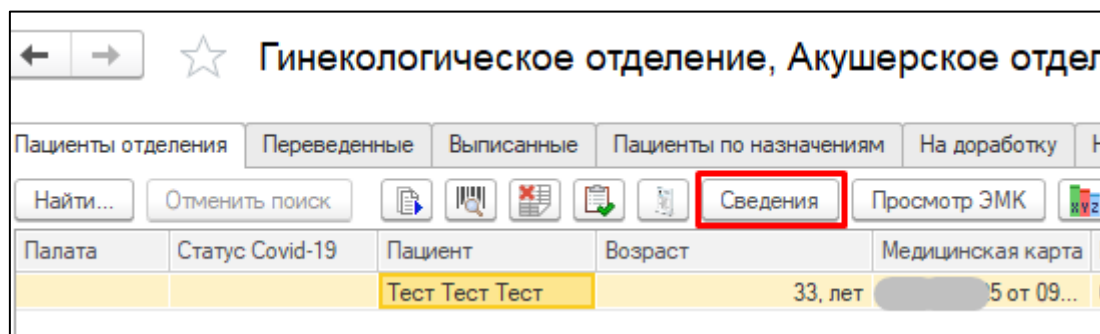 Гинекологическое отделение, Акушерское отдел
Пациенты отделения Переведенные Выписанные Пациенты по назначениям На доработку
Найти... Отменить поиск Сведения Просмотр ЭМК
Палата Статус Covid-19 Пациент Возраст Медицинская карта
Тест Тест Тест 33, лет 5 от 09...